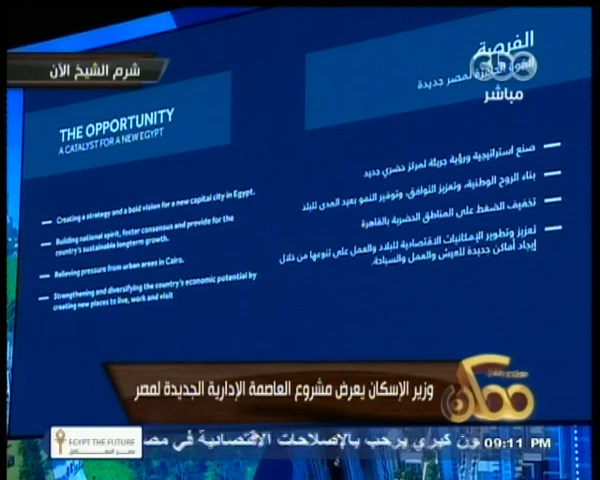 شرم الشيخ الآن
cbc
مباشر
الفرصة
لمصر جديدة
صنع استراتيجية ورؤية جريئة لمركز حضري جديد
بناء الروح الوطنية، وتعزيز التوافق، وتوفير النمو بعيد المدى للبلد
تخفيف الضغط على المناطق الحضرية بالقاهرة
تعزيز وتطوير الإمكانيات الاقتصادية للبلاد والعمل على تنوعها من خلال
إيجاد أماكن جديدة للعيش والعمل والسياحة.
THE OPPORTUNITY
A CATALYST FOR A NEW EGYPT
Creating a strategy and a bold vision for a new capital city in Egypt.
Building national spirit, foster consensus and provide for the
country's sustainable longterm growth.
Relieving pressure from urban areas in Cairo.
Strengthening and diversifying the country's economic potential by
creating new places to live, work and visit
وزير الإسكان يعرض مشروع العاصمة الإدارية الجديدة لمصر
ممكن
EGYPT THE FUTURE
مصر المستقبل
ون كيري يرحب بالإصلاحات الاقتصادية في مصر
09:11 PM